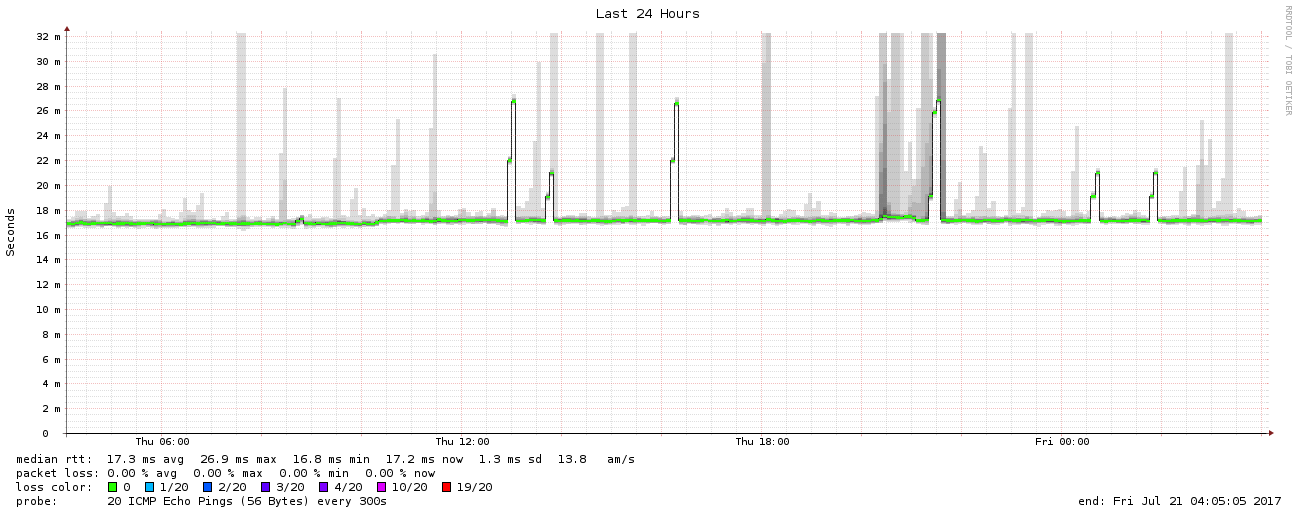 Last 24 Hours
RRDTOOL / TOBI OETIKER
Seconds
32 m
30 m
28 m
26 m
24 m
22 m
20 m
18 m
16 m
14 m
12 m
10 m
8 m
6 m
4 m
2 m
0
Thu 06:00 Thu 12:00 Thu 18:00 Fri 00:00
median rtt: 17.3 ms avg 26.9 ms max 16.8 ms min 17.2 ms now 1.3 ms sd 13.8 am/s
packet loss: 0.00 % avg 0.00 % max 0.00 % min 0.00 % now
loss color: 0 1/20 2/20 3/20 4/20 10/20 19/20
probe: 20 ICMP Echo Pings (56 Bytes) every 300s end: Fri Jul 21 04:05:05 2017